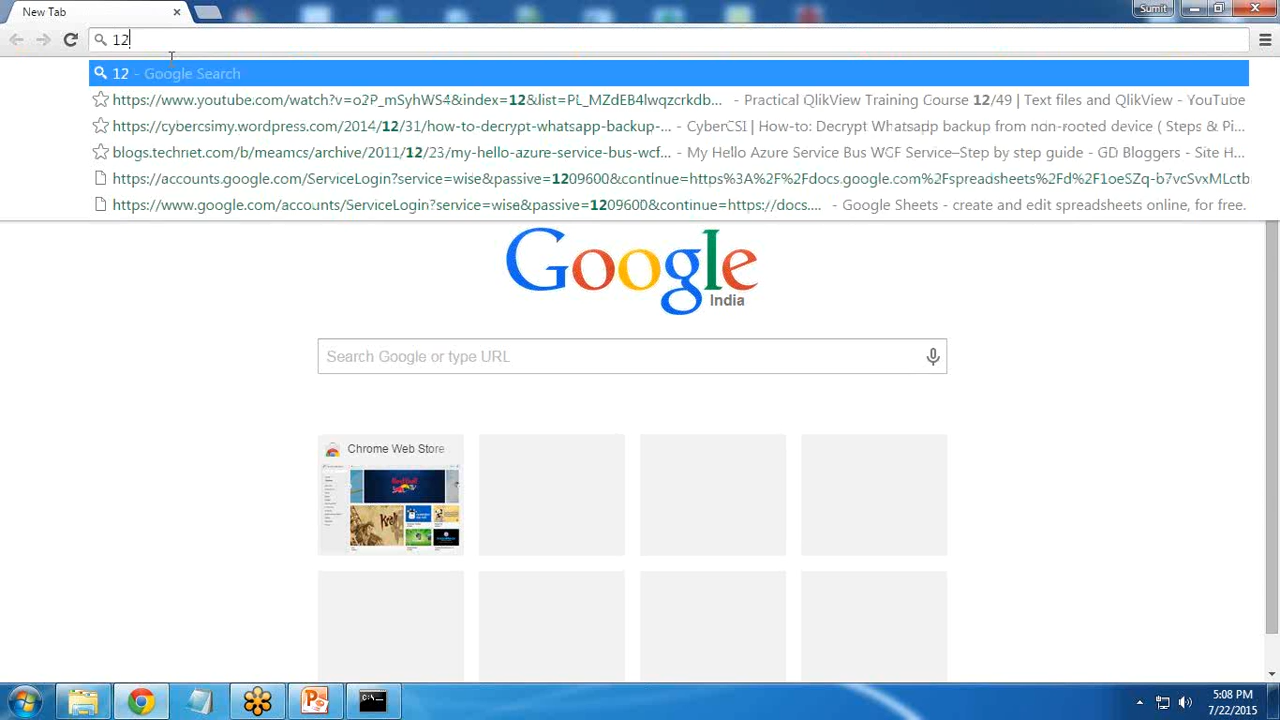 New Tab
Sumit
12
12 - Google Search
https://www.youtube.com/watch?v=o2P_mSyhWS4&index=12&list=PL_MZdEB4lwqzcrkdb... - Practical QlikView Training Course 12/49 | Text files and QlikView - YouTube
https://cybercsimy.wordpress.com/2014/12/31/how-to-decrypt-whatsapp-backup-... - CyberCSI | How-to: Decrypt Whatsapp backup from non-rooted device ( Steps & Pi...
blogs.technet.com/b/meamcs/archive/2011/12/23/my-hello-azure-service-bus-wcf... - My Hello Azure Service Bus WCF Service–Step by step guide - GD Bloggers - Site H...
https://accounts.google.com/ServiceLogin?service=wise&passive=1209600&continue=https%3A%2F%2Fdocs.google.com%2Fspreadsheets%2Fd%2F1oeSZq-b7vcSvxMLctb
https://www.google.com/accounts/ServiceLogin?service=wise&passive=1209600&continue=https://docs.... - Google Sheets - create and edit spreadsheets online, for free.
Google
India
Search Google or type URL
Chrome Web Store
5:08 PM
7/22/2015